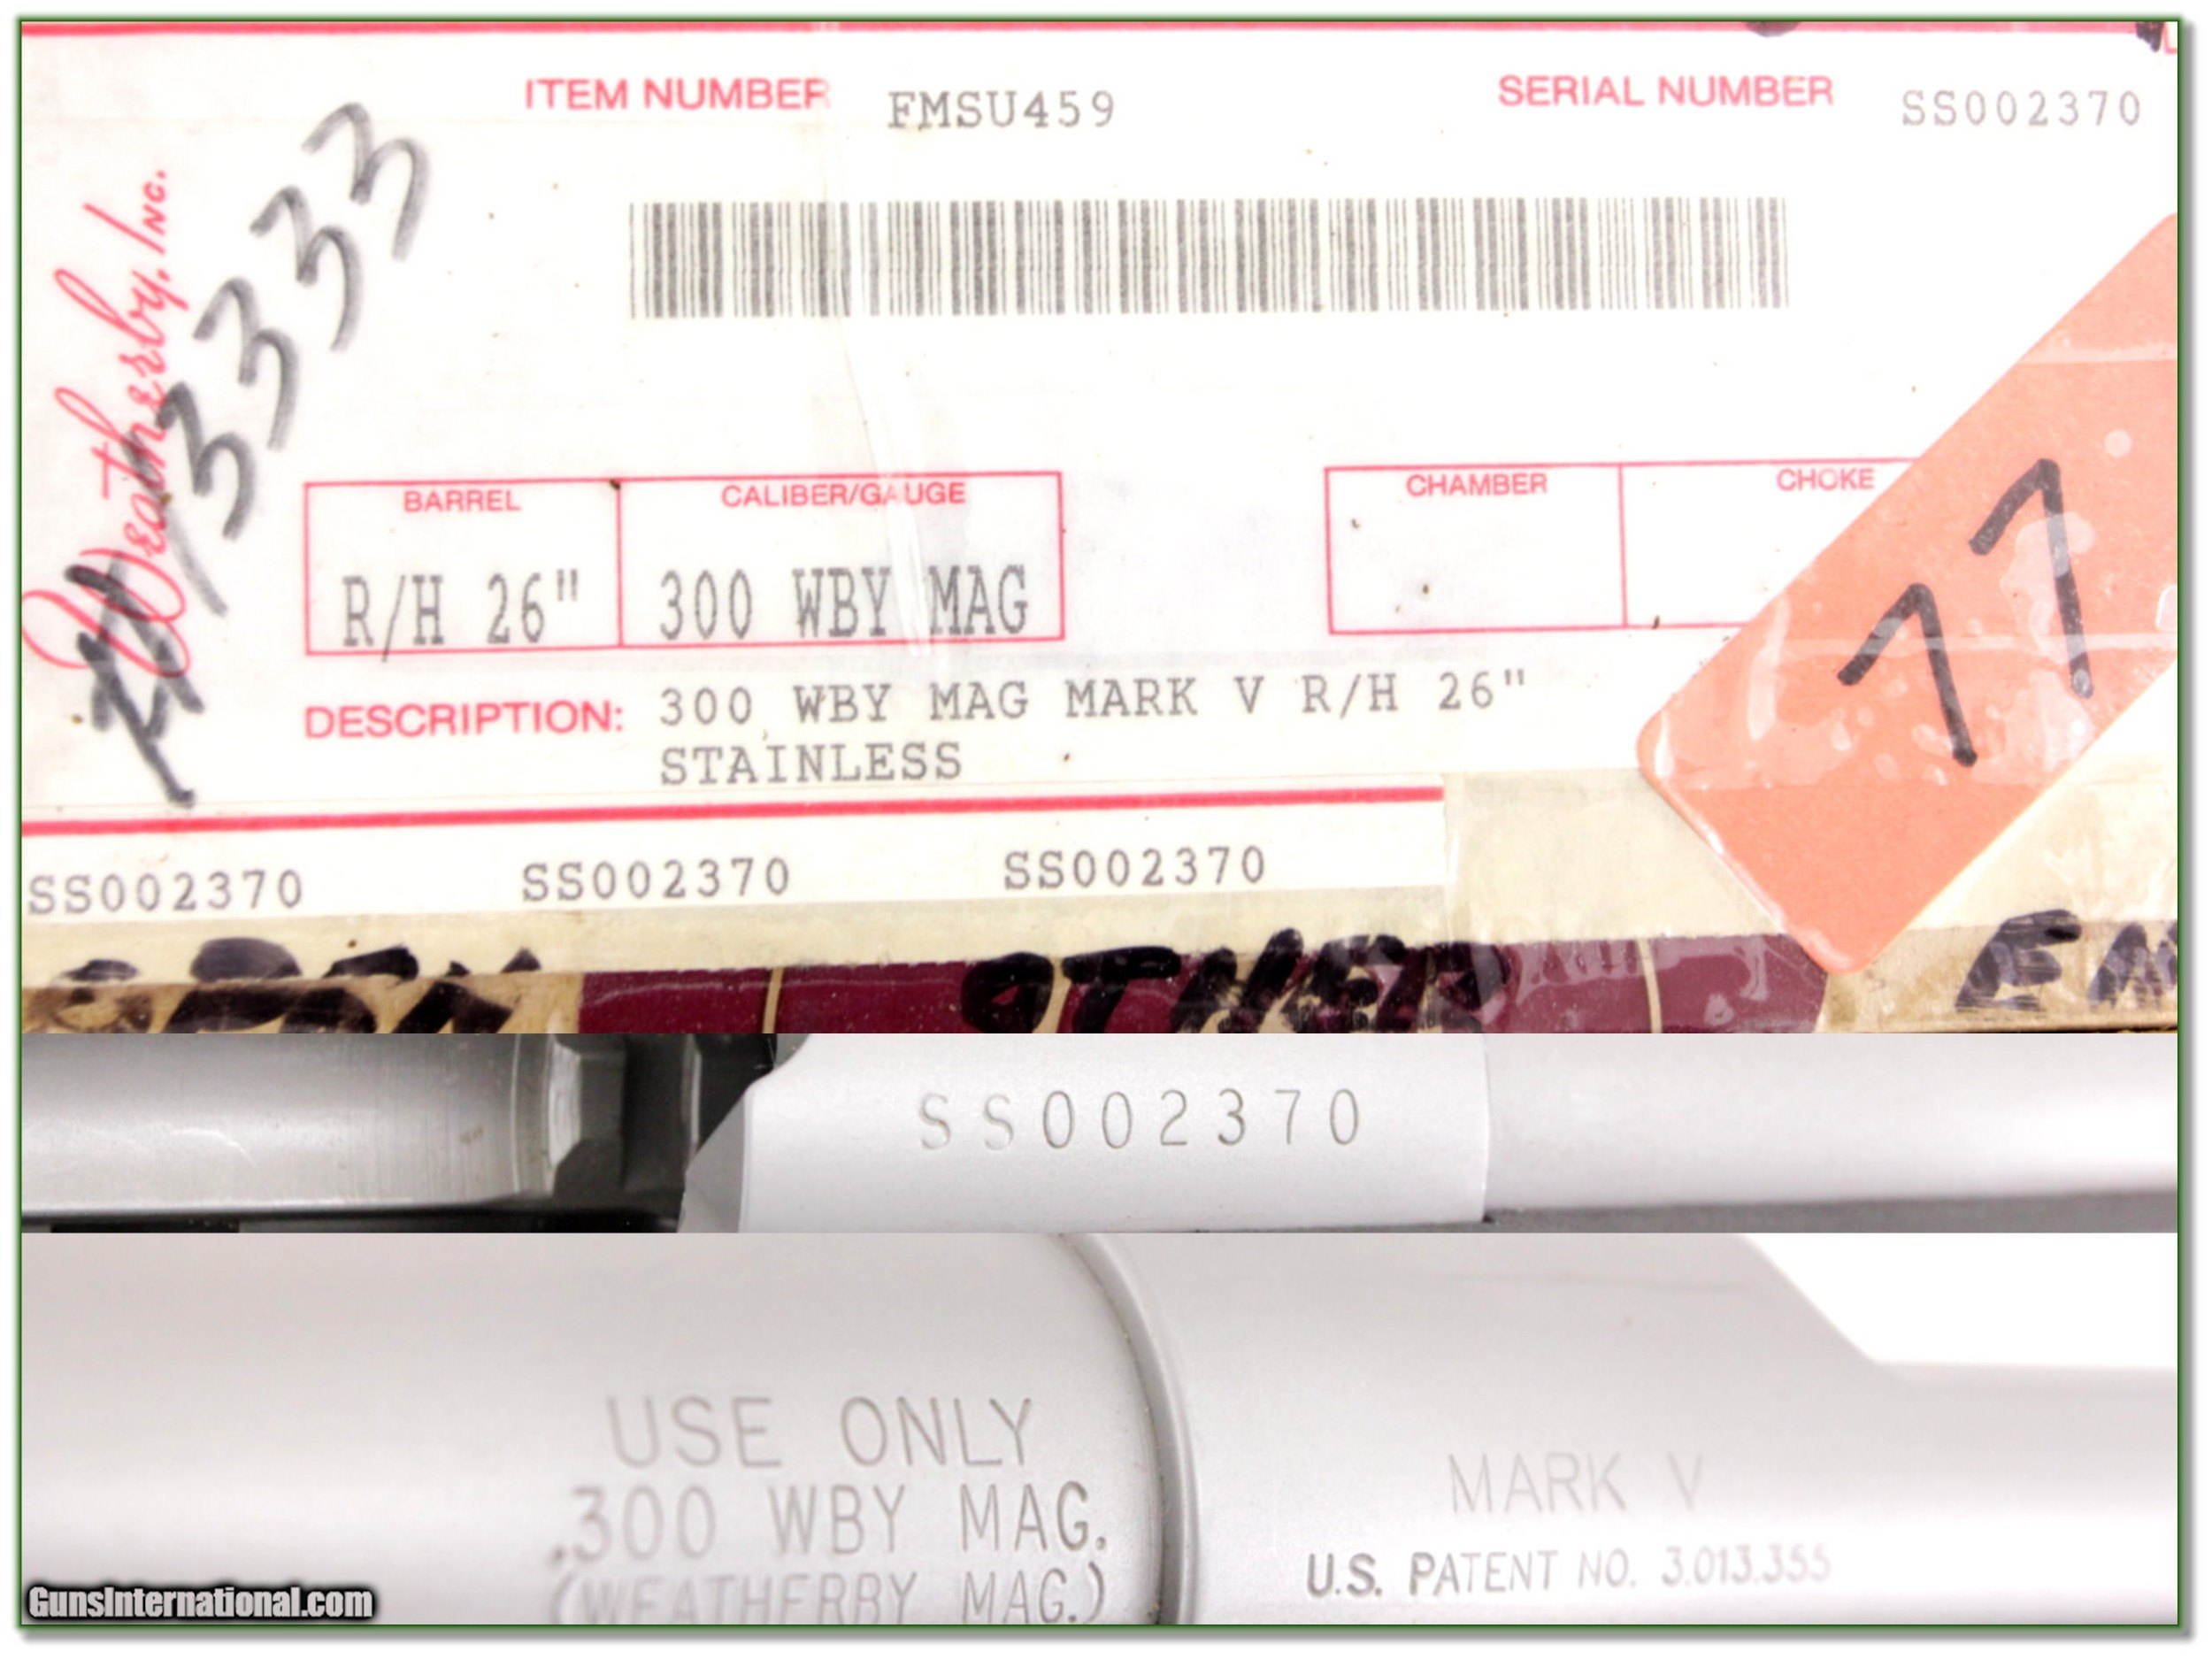 ITEM NUMBER FMSU459 SERIAL NUMBER SS002370
Weatherby, Inc.
BARREL CALIBER/GAUGE CHAMBER CHOKE
R/H 26" 300 WBY MAG
77
DESCRIPTION: 300 WBY MAG MARK V R/H 26"
STAINLESS
SS002370 SS002370 SS002370
OTHER
SS002370
USE ONLY
.300 WBY MAG.
(WEATHERBY MAG.)
MARK V
U.S. PATENT NO. 3,013,355
GunsInternational.com